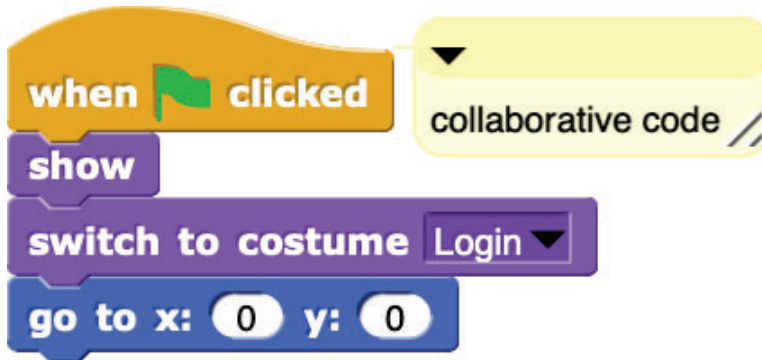 when clicked
collaborative code
show
switch to costume Login
go to x: 0 y: 0